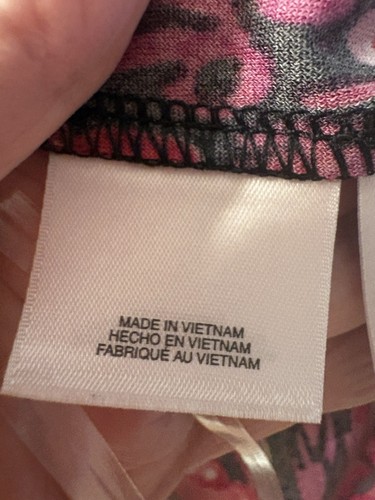 MADE IN VIETNAM
HECHO EN VIETNAM
FABRIQUÉ AU VIETNAM